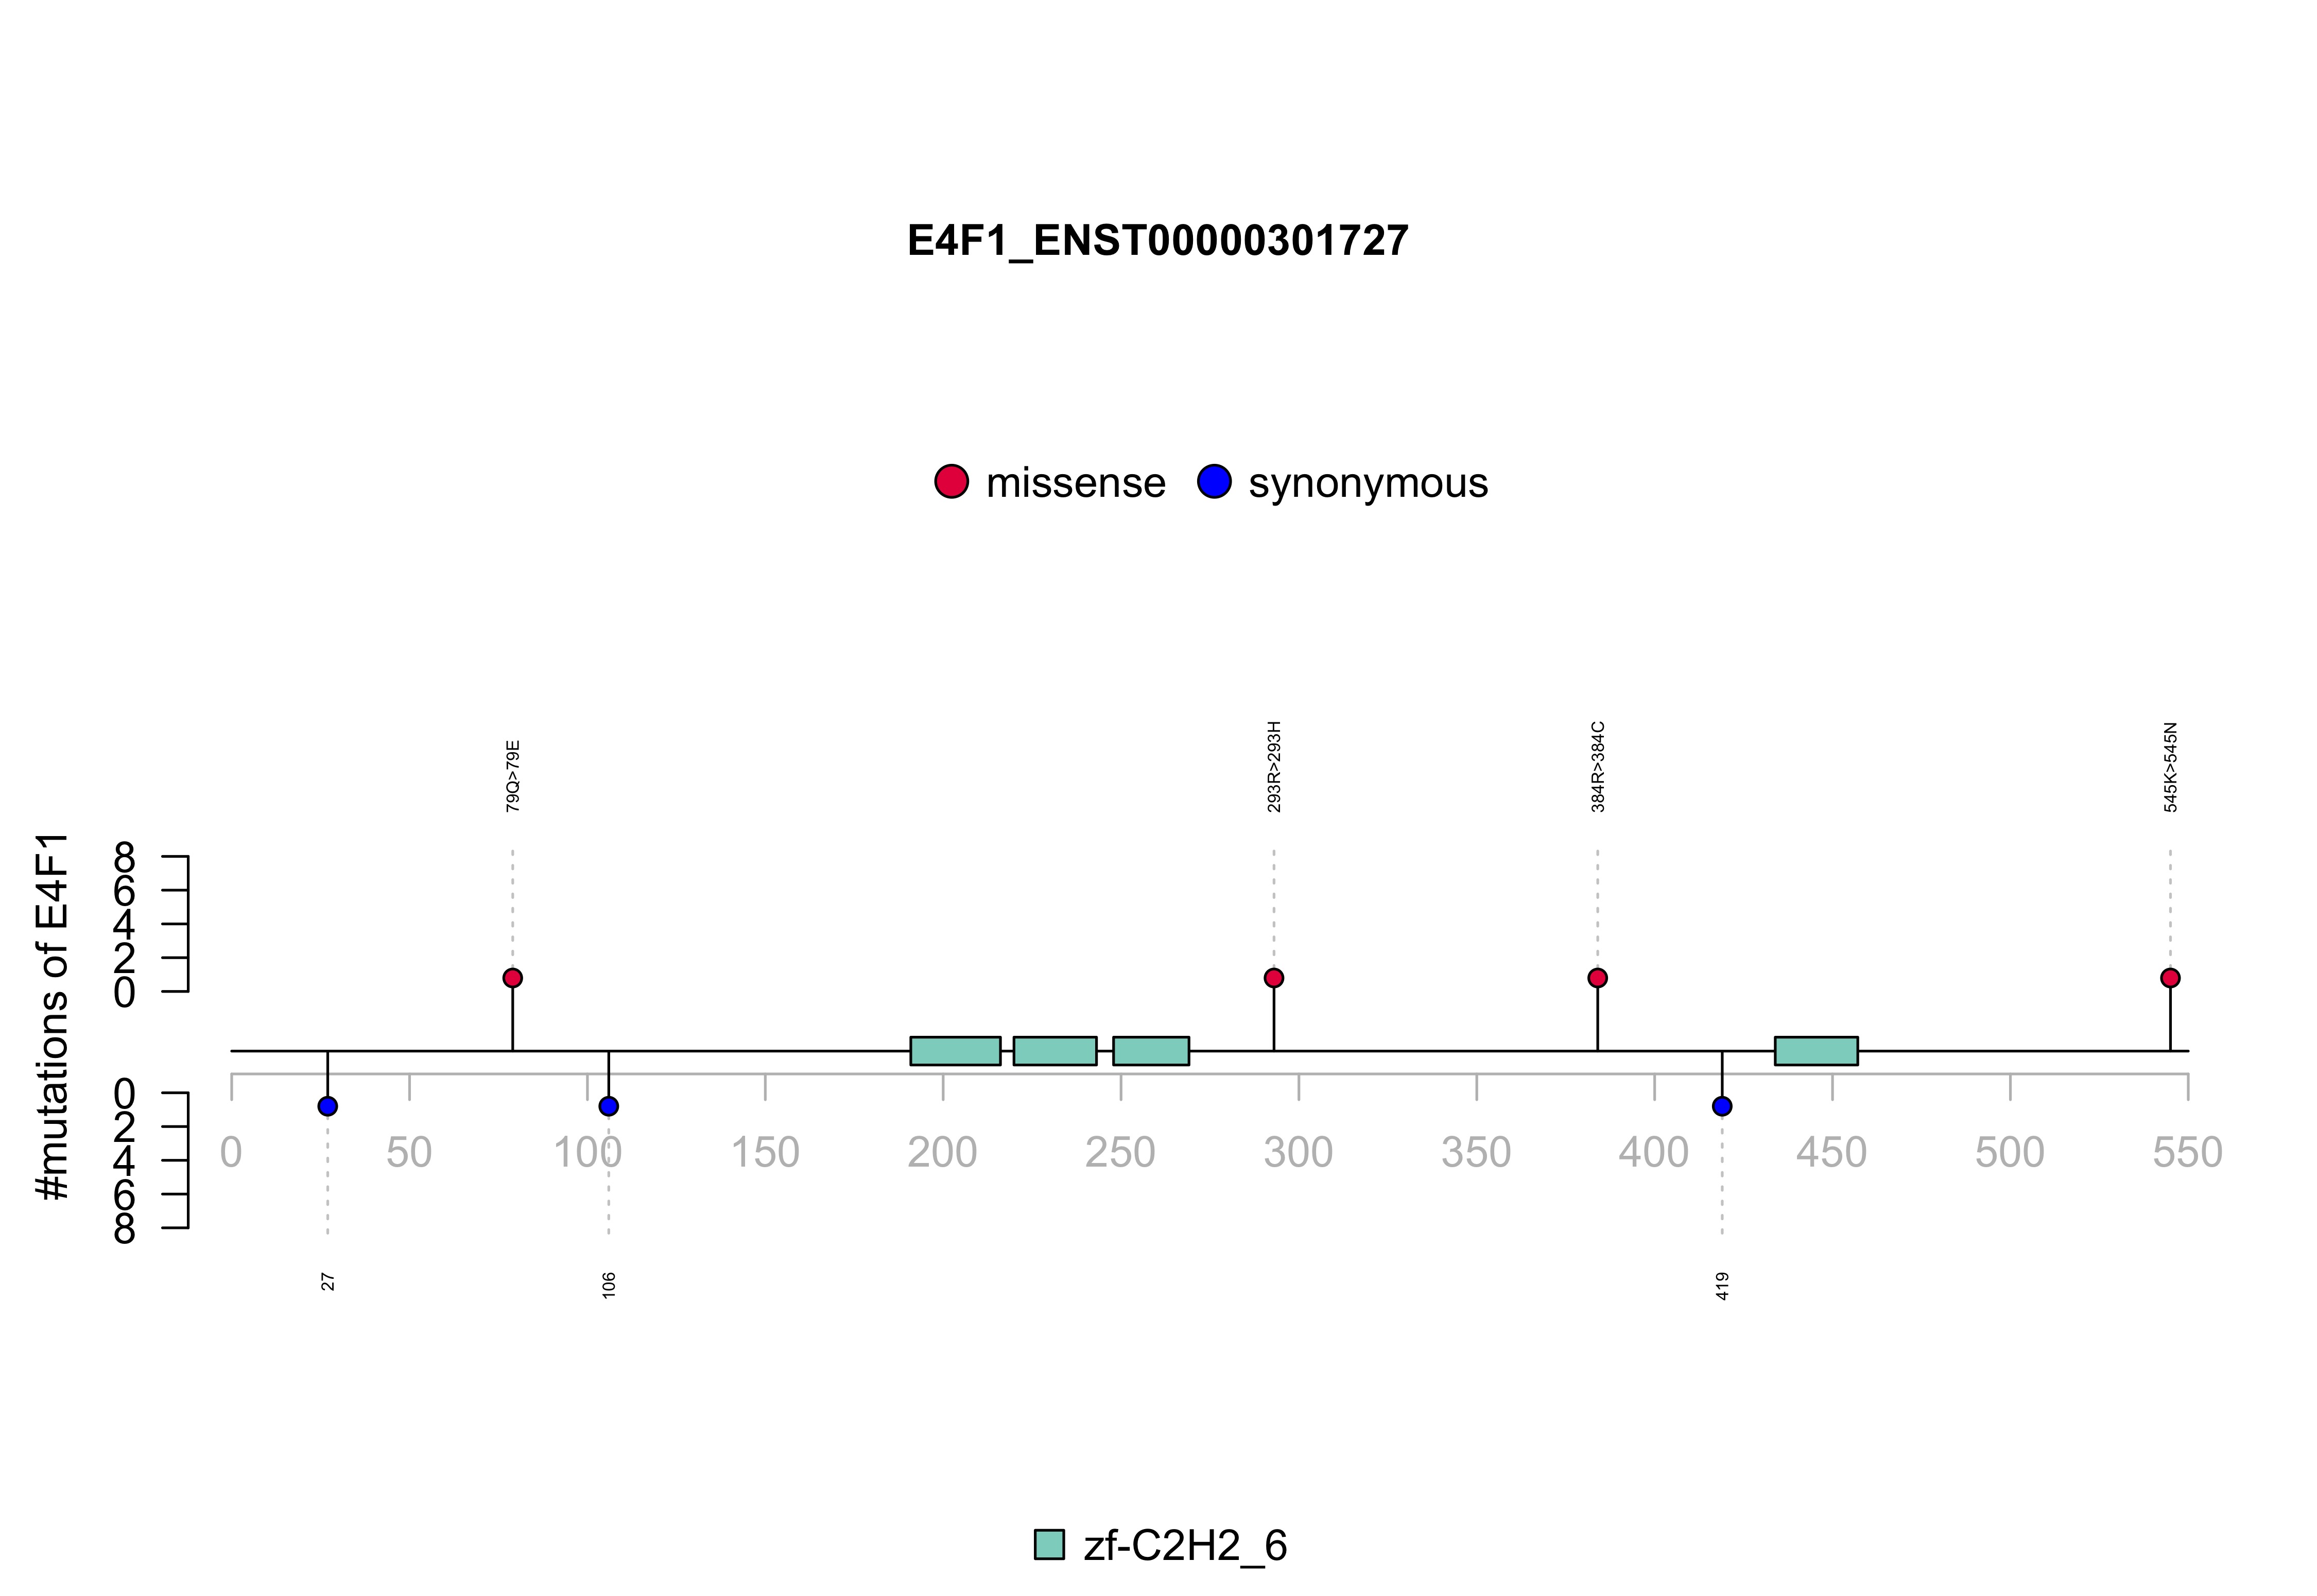 E4F1_ENST00000301727
missense synonymous
79Q>79E 293R>293H 384R>384C 545K>545N
#mutations of E4F1
8
6
4
2
0
0
2
4
6
8
0 50 100 150 200 250 300 350 400 450 500 550
27 106 419
zf-C2H2_6